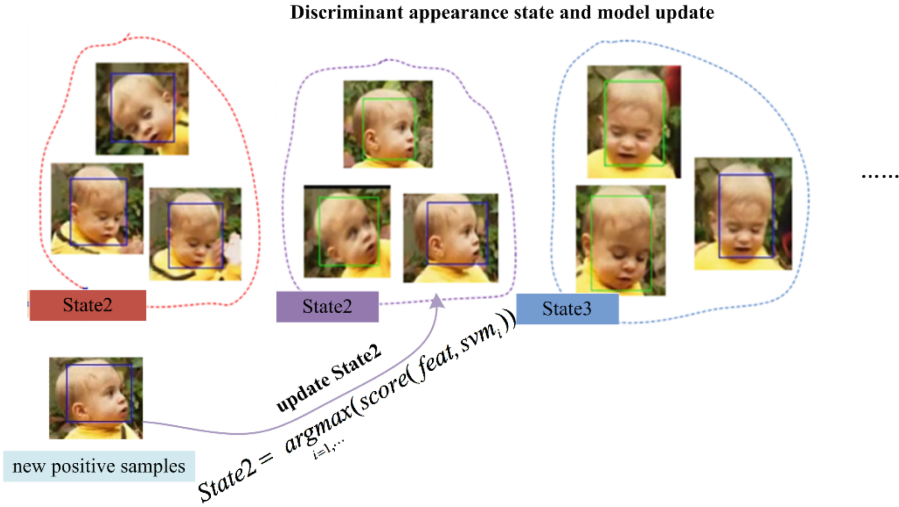 Discriminant appearance state and model update
......
State2
State2
State3
update State2
State2 = argmax(score(feat,svm_i))
i=1,...
new positive samples